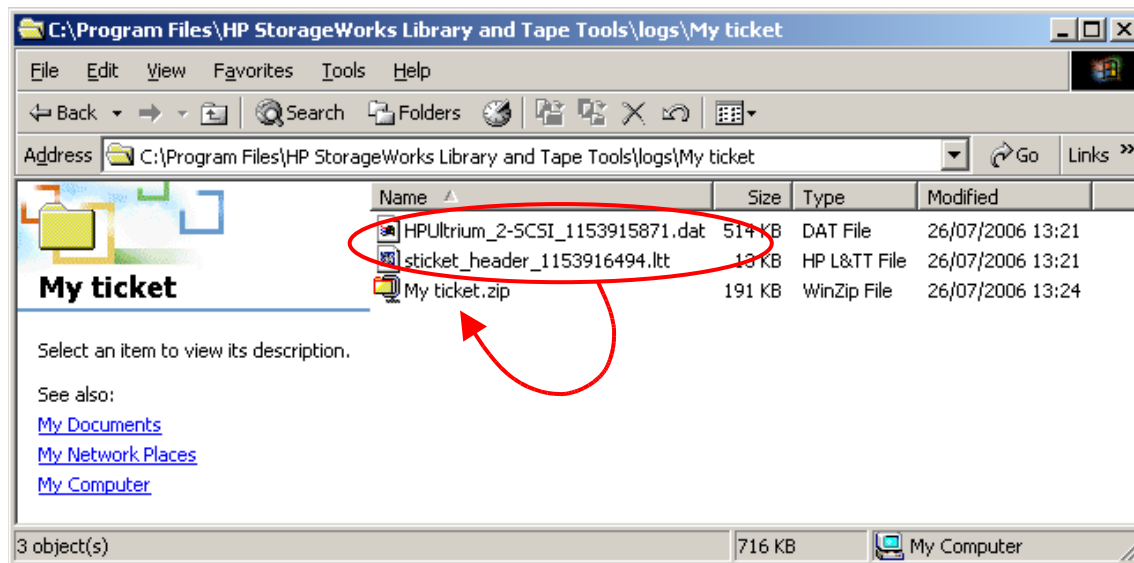 C:\Program Files\HP StorageWorks Library and Tape Tools\logs\My ticket
File Edit View Favorites Tools Help
Back Search Folders
Address C:\Program Files\HP StorageWorks Library and Tape Tools\logs\My ticket Go Links »
Name Size Type Modified
HPUltrium_2-SCSI_1153915871.dat 514 KB DAT File 26/07/2006 13:21
sticket_header_1153916494.ltt 13 KB HP L&TT File 26/07/2006 13:21
My ticket.zip 191 KB WinZip File 26/07/2006 13:24
My ticket
Select an item to view its description.
See also:
My Documents
My Network Places
My Computer
3 object(s) 716 KB My Computer